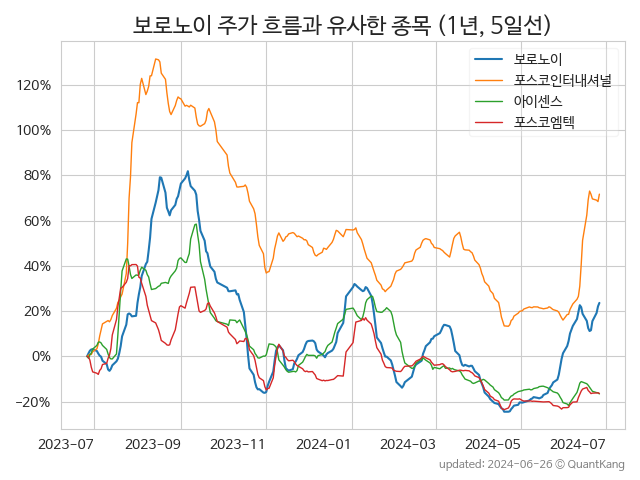 보로노이 주가 흐름과 유사한 종목 (1년, 5일선)
보로노이
포스코인터내셔널
아이센스
포스코엠텍
120%
100%
80%
60%
40%
20%
0%
−20%
2023-07 2023-09 2023-11 2024-01 2024-03 2024-05 2024-07
updated: 2024-06-26 © QuantKang